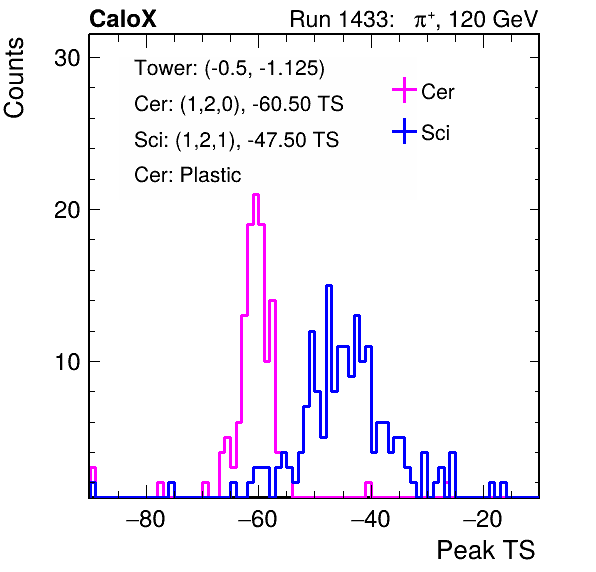 CaloX Run 1433: π⁺, 120 GeV
Counts
30
20
10
Tower: (-0.5, -1.125)
Cer: (1,2,0), -60.50 TS
Sci: (1,2,1), -47.50 TS
Cer: Plastic
Cer
Sci
−80 −60 −40 −20
Peak TS